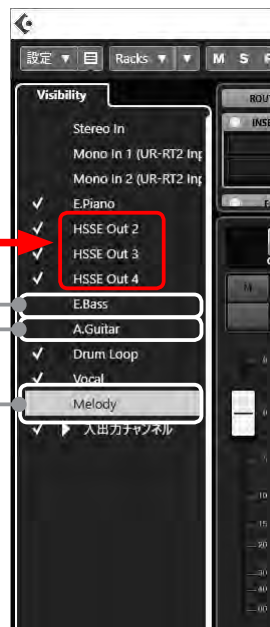 設定 ▼ Racks ▼ ▼ M S
Visibility
ROU
INSE
Stereo In
Mono In 1 (UR-RT2 Inp
Mono In 2 (UR-RT2 Inp
E.Piano
HSSE Out 2
HSSE Out 3
HSSE Out 4
M
E.Bass
A.Guitar
Drum Loop
Vocal
Melody
入出力チャンネル